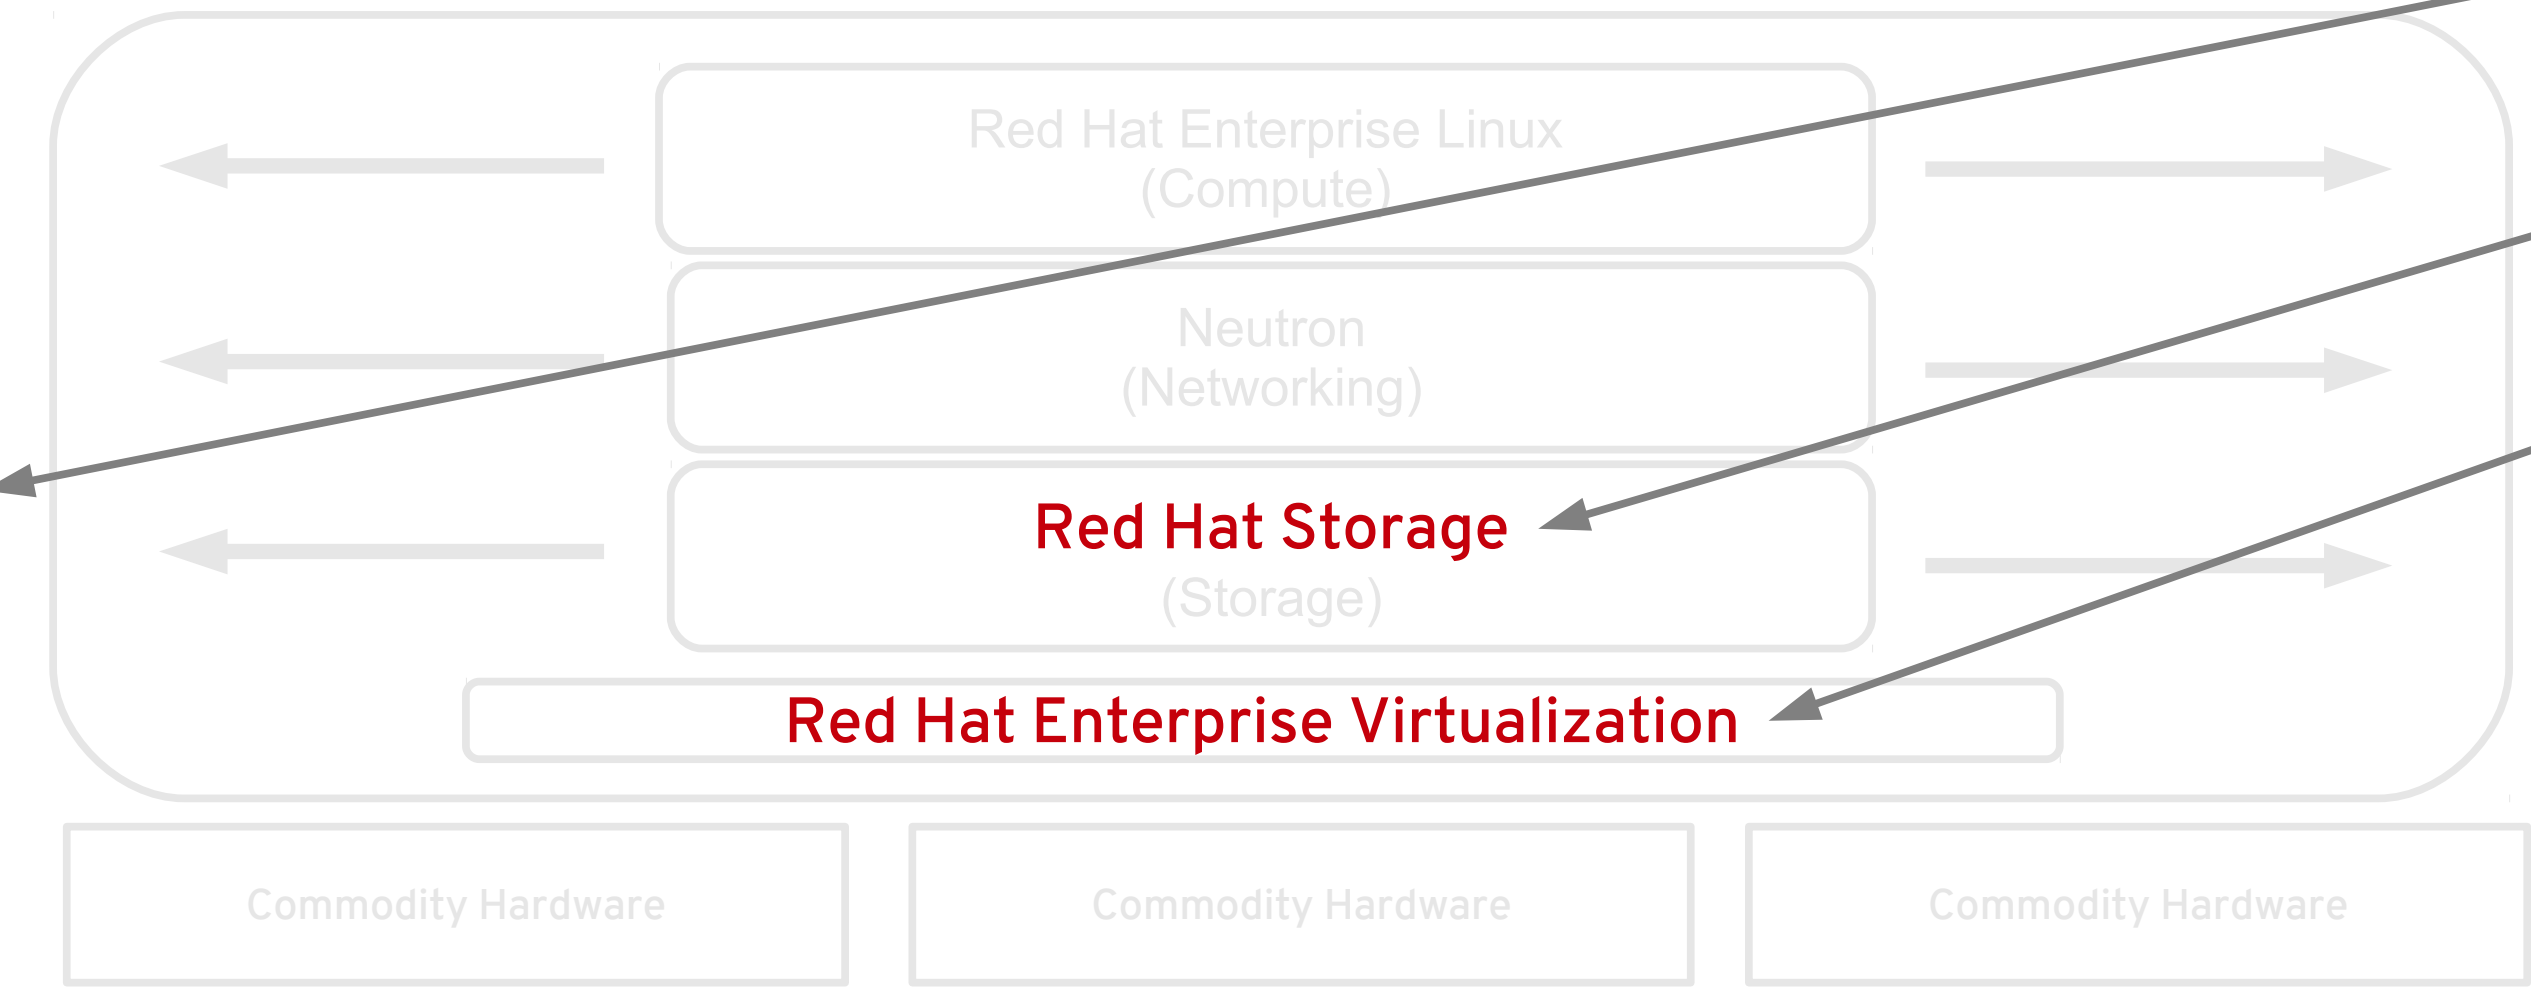 Red Hat Enterprise Linux
(Compute)
Neutron
(Networking)
Red Hat Storage
(Storage)
Red Hat Enterprise Virtualization
Commodity Hardware
Commodity Hardware
Commodity Hardware